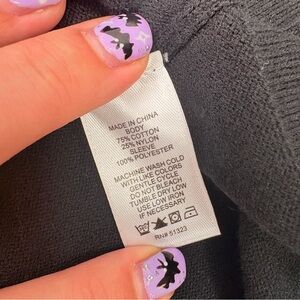 MADE IN CHINA
BODY
75% COTTON
25% NYLON
SLEEVE
100% POLYESTER
MACHINE WASH COLD
WITH LIKE COLORS
GENTLE CYCLE
DO NOT BLEACH
TUMBLE DRY LOW
USE LOW IRON
IF NECESSARY
RN# 51323